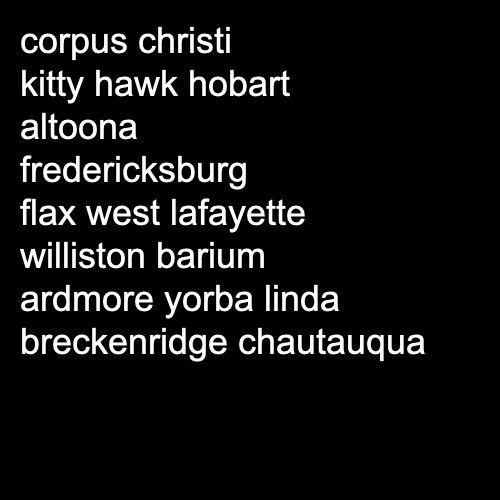 corpus christi
kitty hawk hobart
altoona
fredericksburg
flax west lafayette
williston barium
ardmore yorba linda
breckenridge chautauqua